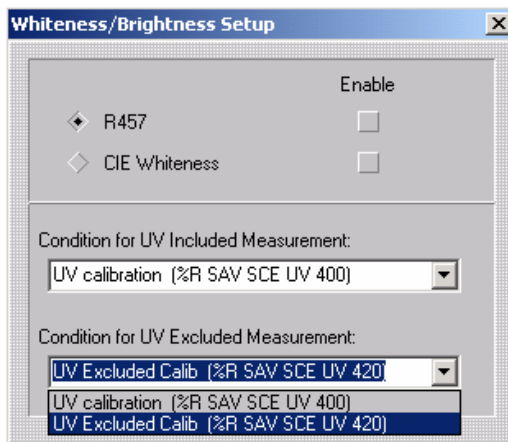 Whiteness/Brightness Setup
Enable
R457
CIE Whiteness
Condition for UV Included Measurement:
UV calibration (%R SAV SCE UV 400)
Condition for UV Excluded Measurement:
UV Excluded Calib (%R SAV SCE UV 420)
UV calibration (%R SAV SCE UV 400)
UV Excluded Calib (%R SAV SCE UV 420)